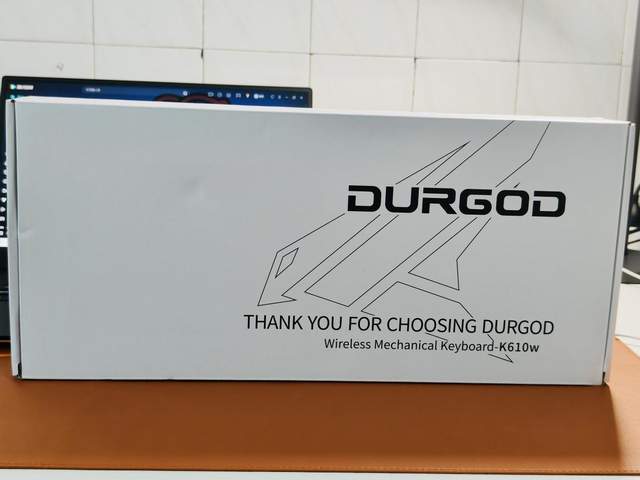 DURGOD
THANK YOU FOR CHOOSING DURGOD
Wireless Mechanical Keyboard-K610w